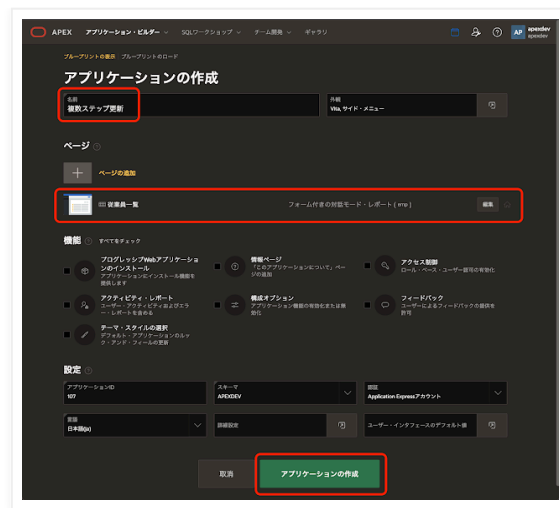 APEX アプリケーション・ビルダー SQLワークショップ チーム開発 ギャラリ AP apexdev
apexdev
ブループリントの表示 ブループリントのロード
アプリケーションの作成
名前 外観
複数ステップ更新 Vita, サイド・メニュー
ページ
ページの追加
従業員一覧 フォーム付きの対話モード・レポート [ emp ] 編集
機能 すべてをチェック
プログレッシブWebアプリケーションのインストール
アプリケーションにインストール機能を提供します
情報ページ
「このアプリケーションについて」ページの追加
アクセス制御
ロール・ベース・ユーザー認可の有効化
アクティビティ・レポート
ユーザー・アクティビティおよびエラー・レポートを含める
構成オプション
アプリケーション機能の有効化または無効化
フィードバック
ユーザーによるフィードバックの提供を許可
テーマ・スタイルの選択
デフォルト・アプリケーションのルック・アンド・フィールの更新
設定
アプリケーションID スキーマ 認証
107 APEXDEV Application Expressアカウント
言語
日本語(ja) 詳細設定 ユーザー・インタフェースのデフォルト値
取消 アプリケーションの作成